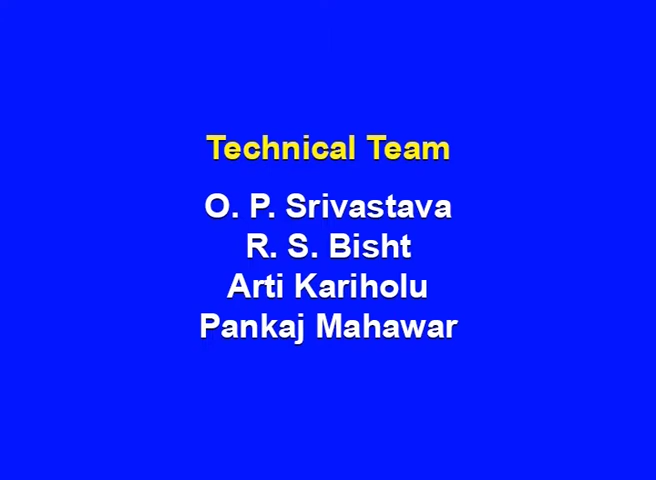 Technical Team
O. P. Srivastava
R. S. Bisht
Arti Kariholu
Pankaj Mahawar